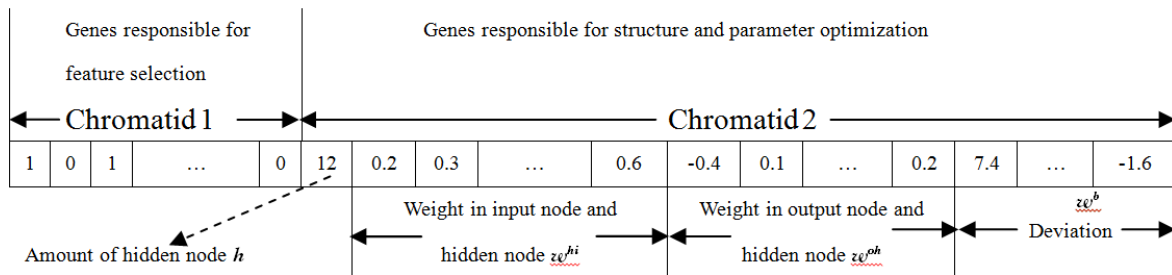 Genes responsible for
feature selection
Genes responsible for structure and parameter optimization
Chromatid 1
Chromatid 2
1 0 1 … 0 12 0.2 0.3 … 0.6 -0.4 0.1 … 0.2 7.4 … -1.6
Amount of hidden node h
Weight in input node and
hidden node w^hi
Weight in output node and
hidden node w^oh
w^b
Deviation